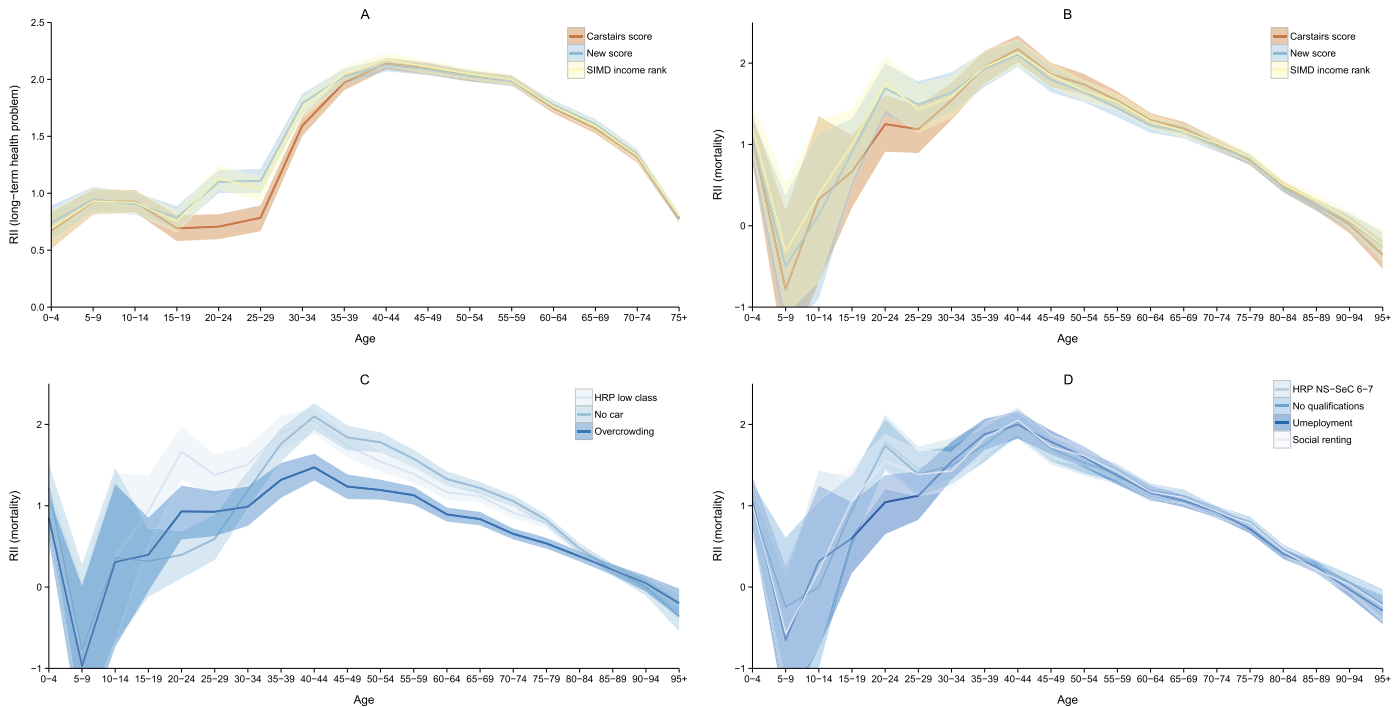 A
RII (long−term health problem)
2.5
2.0
1.5
1.0
0.5
0.0
Carstairs score
New score
SIMD income rank
0−4 5−9 10−14 15−19 20−24 25−29 30−34 35−39 40−44 45−49 50−54 55−59 60−64 65−69 70−74 75+
Age
B
RII (mortality)
2
1
0
−1
Carstairs score
New score
SIMD income rank
0−4 5−9 10−14 15−19 20−24 25−29 30−34 35−39 40−44 45−49 50−54 55−59 60−64 65−69 70−74 75−79 80−84 85−89 90−94 95+
Age
C
RII (mortality)
2
1
0
−1
HRP low class
No car
Overcrowding
0−4 5−9 10−14 15−19 20−24 25−29 30−34 35−39 40−44 45−49 50−54 55−59 60−64 65−69 70−74 75−79 80−84 85−89 90−94 95+
Age
D
RII (mortality)
2
1
0
−1
HRP NS−SeC 6−7
No qualifications
Umeployment
Social renting
0−4 5−9 10−14 15−19 20−24 25−29 30−34 35−39 40−44 45−49 50−54 55−59 60−64 65−69 70−74 75−79 80−84 85−89 90−94 95+
Age